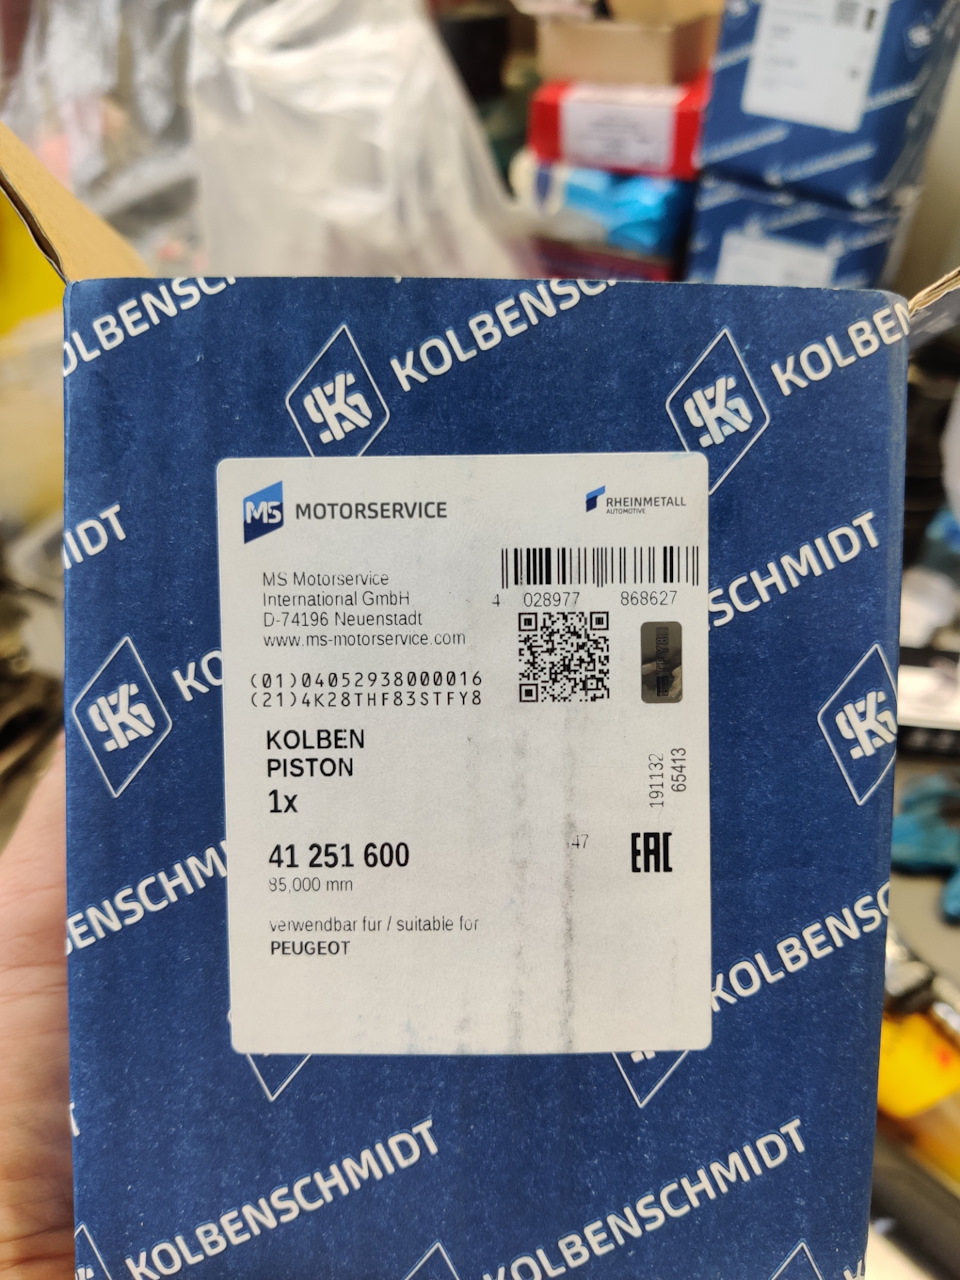 KOLBENSCHMIDT
KOLBENSCHMIDT
MS MOTORSERVICE
RHEINMETALL
AUTOMOTIVE
MS Motorservice
International GmbH
D-74196 Neuenstadt
www.ms-motorservice.com
4 028977 868627
(01)04052938000016
(21)4K28THF83STFY8
KOLBEN
PISTON
1x
191132
65413
41 251 600
47
EAC
85,000 mm
verwendbar für / suitable for
PEUGEOT
KOLBENSCHMIDT
KOLBENSCHMIDT